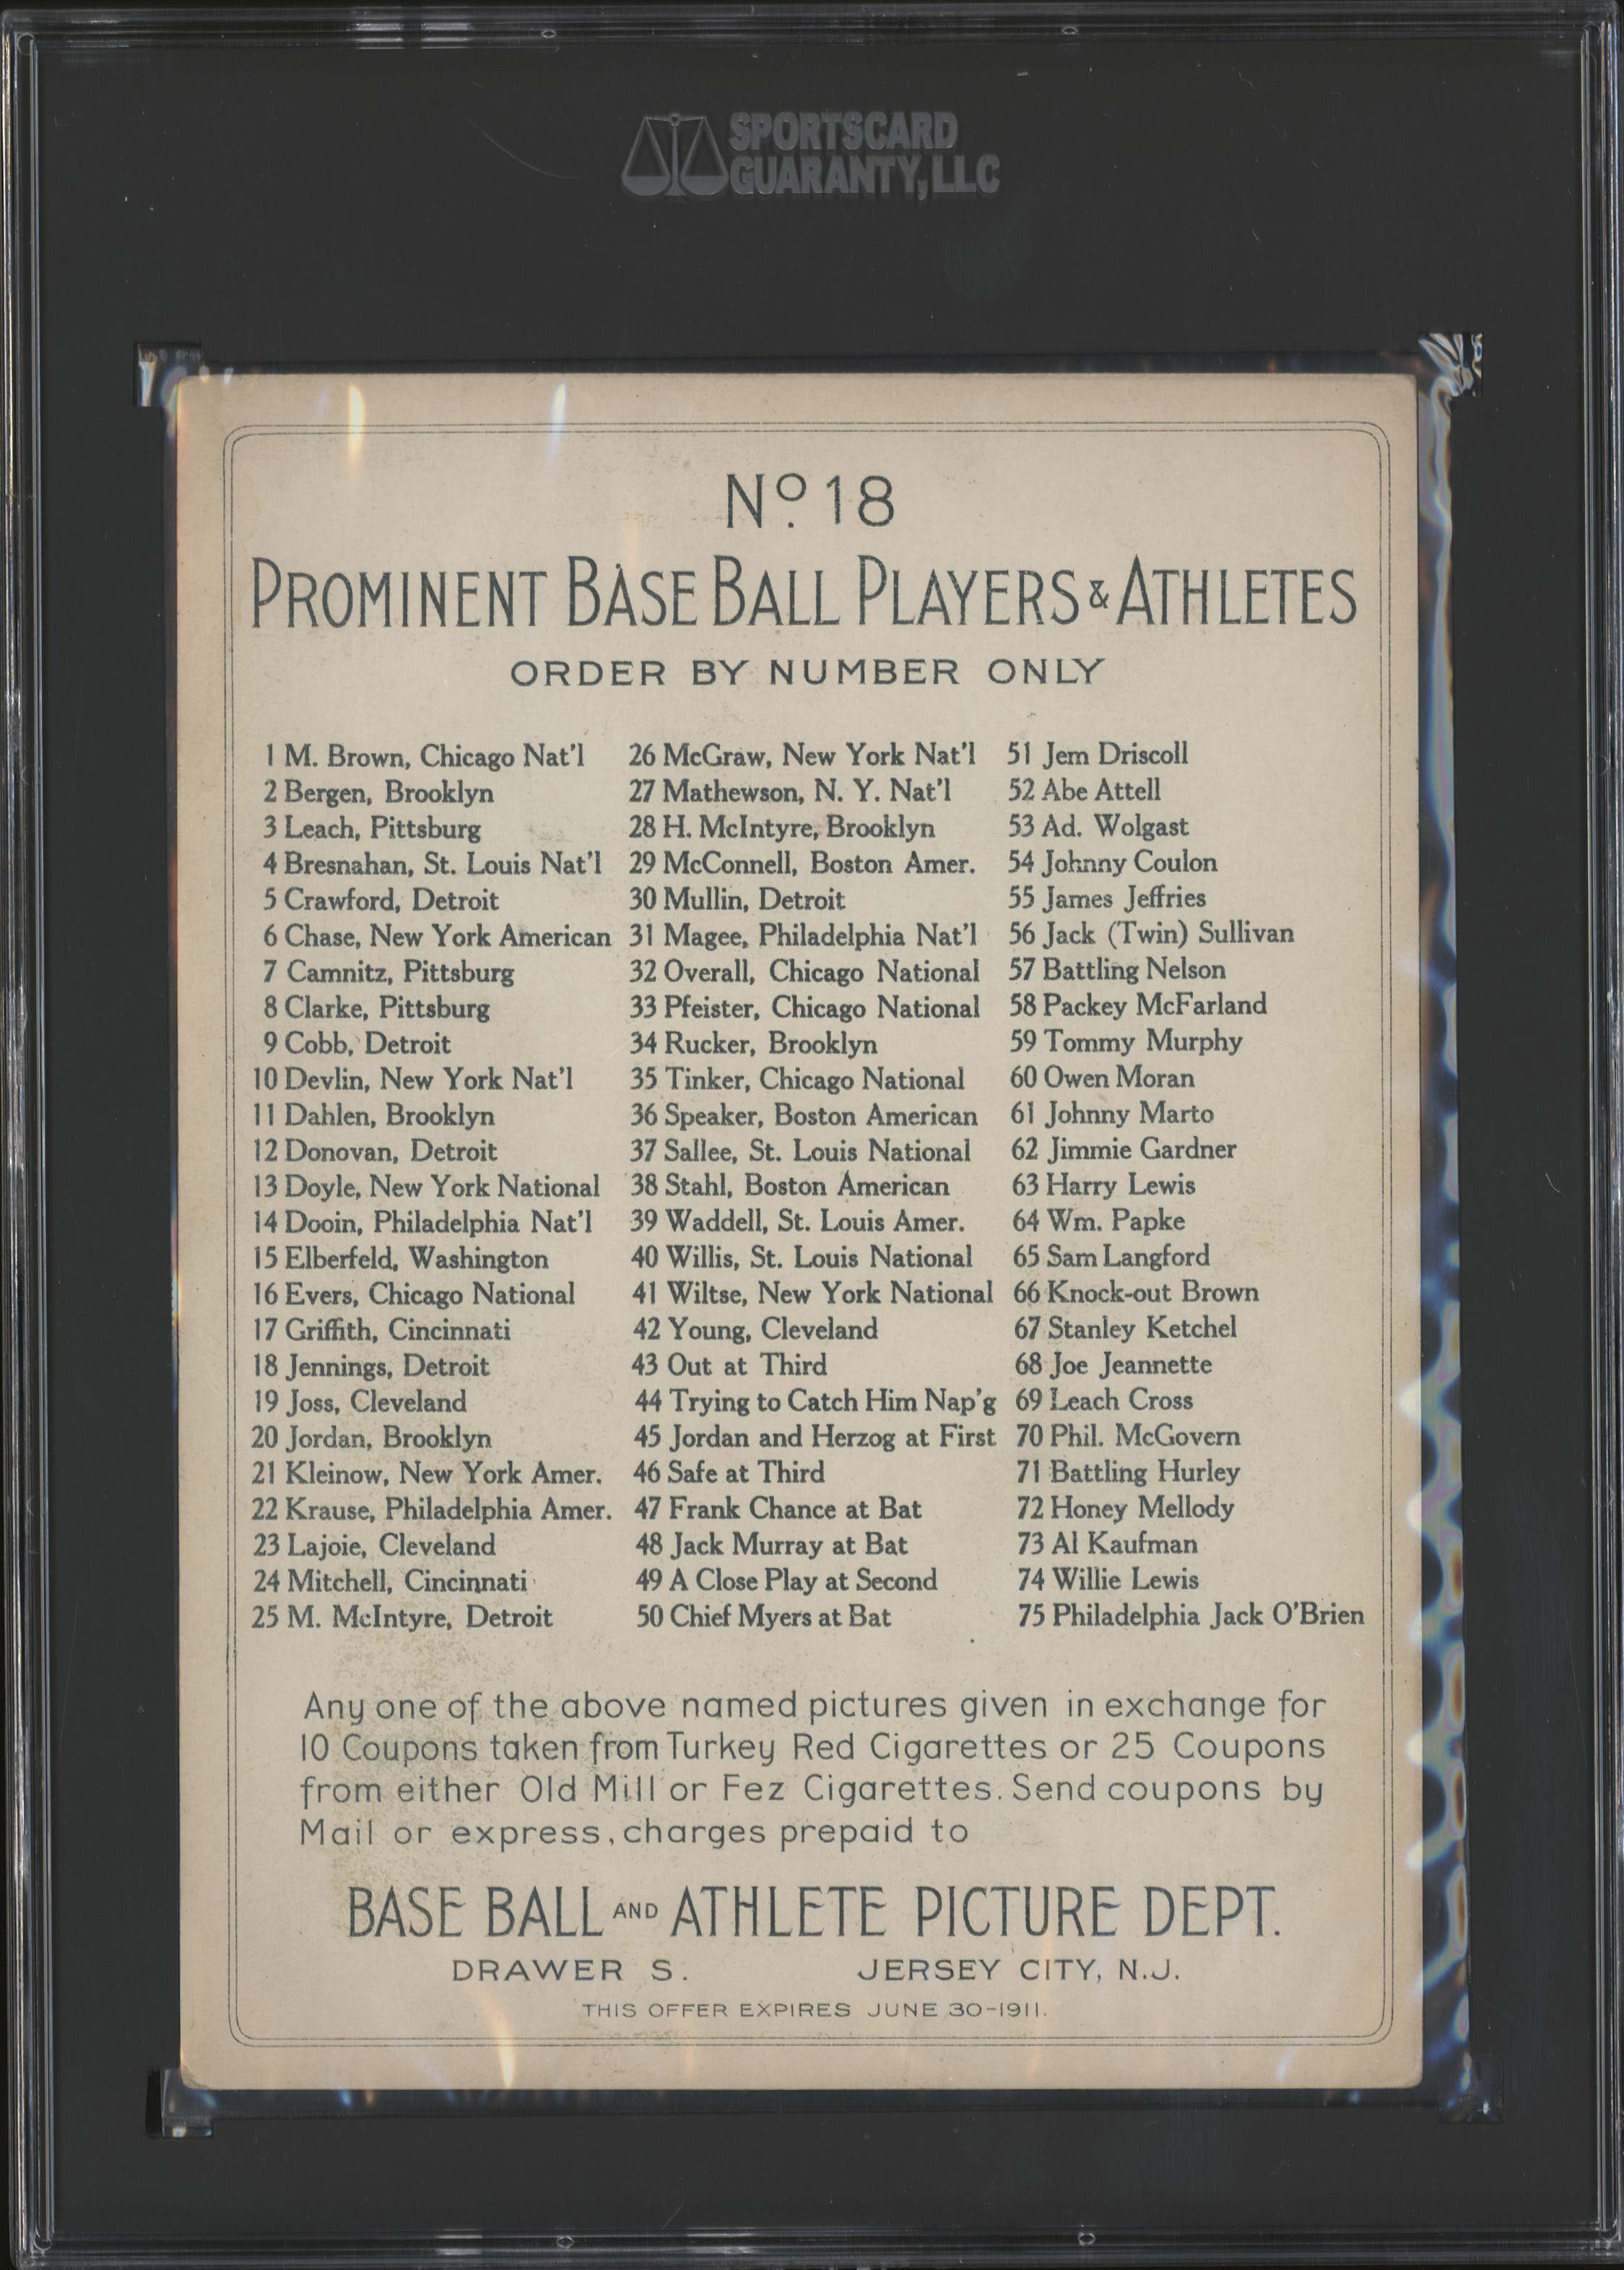 SPORTSCARD
GUARANTY, LLC
No. 18
PROMINENT BASE BALL PLAYERS & ATHLETES
ORDER BY NUMBER ONLY
1 M. Brown, Chicago Nat'l
2 Bergen, Brooklyn
3 Leach, Pittsburg
4 Bresnahan, St. Louis Nat'l
5 Crawford, Detroit
6 Chase, New York American
7 Camnitz, Pittsburg
8 Clarke, Pittsburg
9 Cobb, Detroit
10 Devlin, New York Nat'l
11 Dahlen, Brooklyn
12 Donovan, Detroit
13 Doyle, New York National
14 Dooin, Philadelphia Nat'l
15 Elberfeld, Washington
16 Evers, Chicago National
17 Griffith, Cincinnati
18 Jennings, Detroit
19 Joss, Cleveland
20 Jordan, Brooklyn
21 Kleinow, New York Amer.
22 Krause, Philadelphia Amer.
23 Lajoie, Cleveland
24 Mitchell, Cincinnati
25 M. McIntyre, Detroit
26 McGraw, New York Nat'l
27 Mathewson, N. Y. Nat'l
28 H. McIntyre, Brooklyn
29 McConnell, Boston Amer.
30 Mullin, Detroit
31 Magee, Philadelphia Nat'l
32 Overall, Chicago National
33 Pfeister, Chicago National
34 Rucker, Brooklyn
35 Tinker, Chicago National
36 Speaker, Boston American
37 Sallee, St. Louis National
38 Stahl, Boston American
39 Waddell, St. Louis Amer.
40 Willis, St. Louis National
41 Wiltse, New York National
42 Young, Cleveland
43 Out at Third
44 Trying to Catch Him Nap'g
45 Jordan and Herzog at First
46 Safe at Third
47 Frank Chance at Bat
48 Jack Murray at Bat
49 A Close Play at Second
50 Chief Myers at Bat
51 Jem Driscoll
52 Abe Attell
53 Ad. Wolgast
54 Johnny Coulon
55 James Jeffries
56 Jack (Twin) Sullivan
57 Battling Nelson
58 Packey McFarland
59 Tommy Murphy
60 Owen Moran
61 Johnny Marto
62 Jimmie Gardner
63 Harry Lewis
64 Wm. Papke
65 Sam Langford
66 Knock-out Brown
67 Stanley Ketchel
68 Joe Jeannette
69 Leach Cross
70 Phil. McGovern
71 Battling Hurley
72 Honey Mellody
73 Al Kaufman
74 Willie Lewis
75 Philadelphia Jack O'Brien
Any one of the above named pictures given in exchange for
10 Coupons taken from Turkey Red Cigarettes or 25 Coupons
from either Old Mill or Fez Cigarettes. Send coupons by
Mail or express, charges prepaid to
BASE BALL AND ATHLETE PICTURE DEPT.
DRAWER S. JERSEY CITY, N.J.
THIS OFFER EXPIRES JUNE 30-1911.